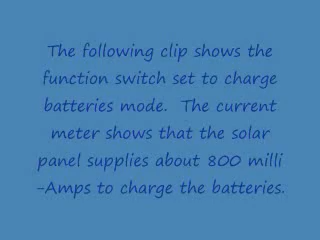 The following clip shows the
function switch set to charge
batteries mode.  The current
meter shows that the solar
panel supplies about 800 milli
-Amps to charge the batteries.